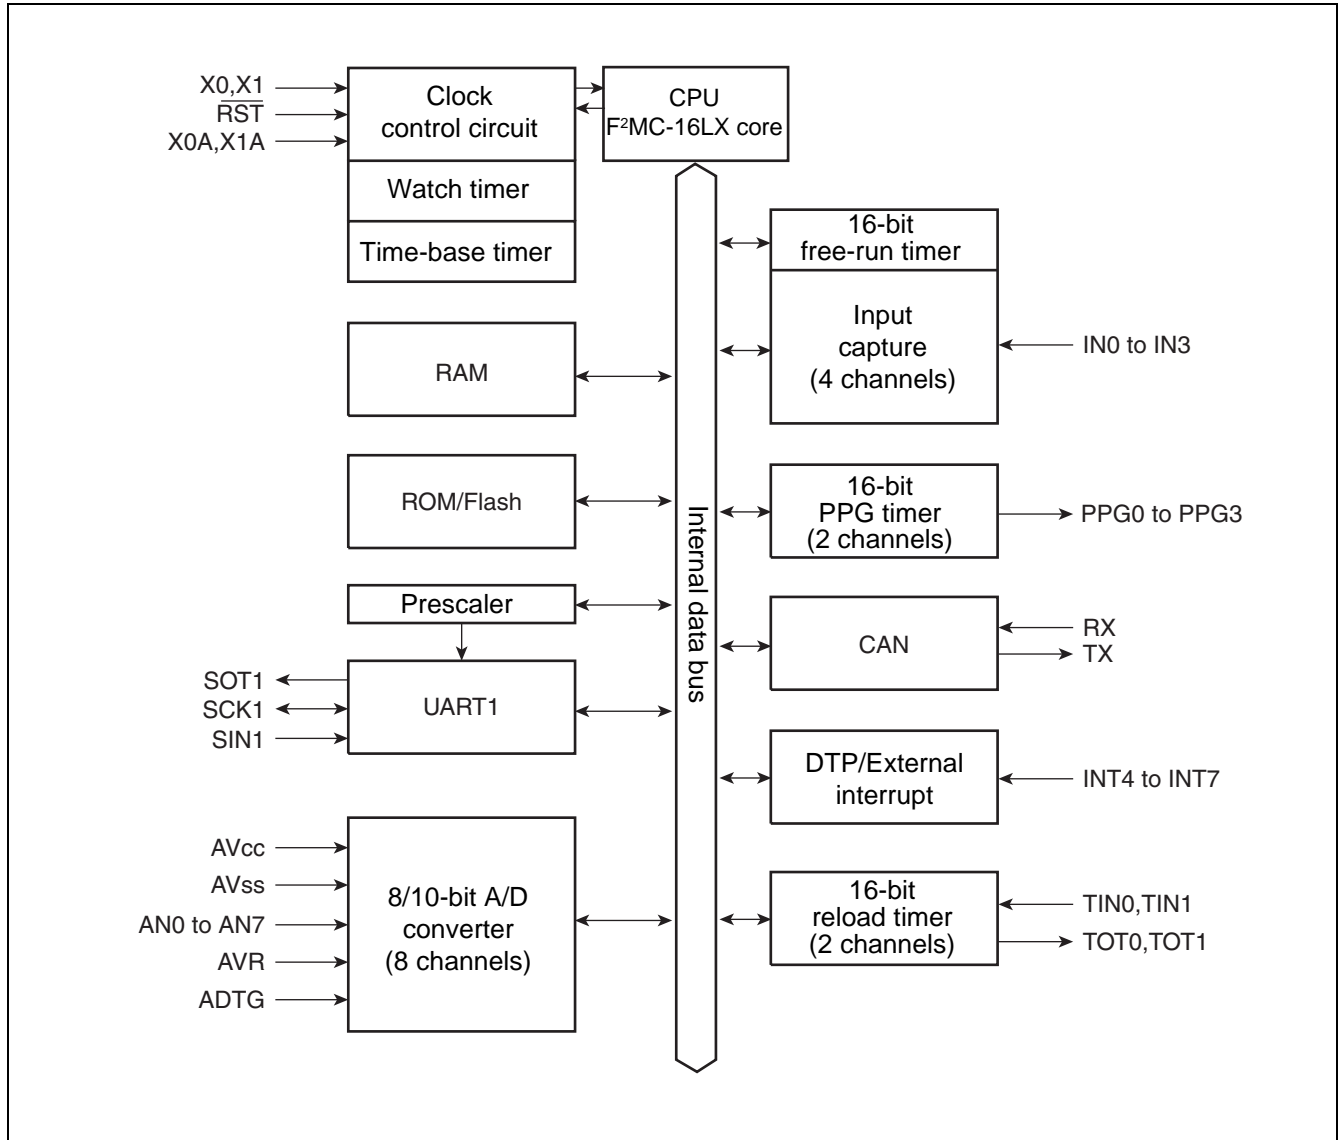 X0,X1
RST
X0A,X1A
Clock
control circuit
Watch timer
Time-base timer
CPU
F²MC-16LX core
RAM
ROM/Flash
Prescaler
UART1
SOT1
SCK1
SIN1
AVcc
AVss
AN0 to AN7
AVR
ADTG
8/10-bit A/D
converter
(8 channels)
Internal data bus
16-bit
free-run timer
Input
capture
(4 channels)
IN0 to IN3
16-bit
PPG timer
(2 channels)
PPG0 to PPG3
CAN
RX
TX
DTP/External
interrupt
INT4 to INT7
16-bit
reload timer
(2 channels)
TIN0,TIN1
TOT0,TOT1